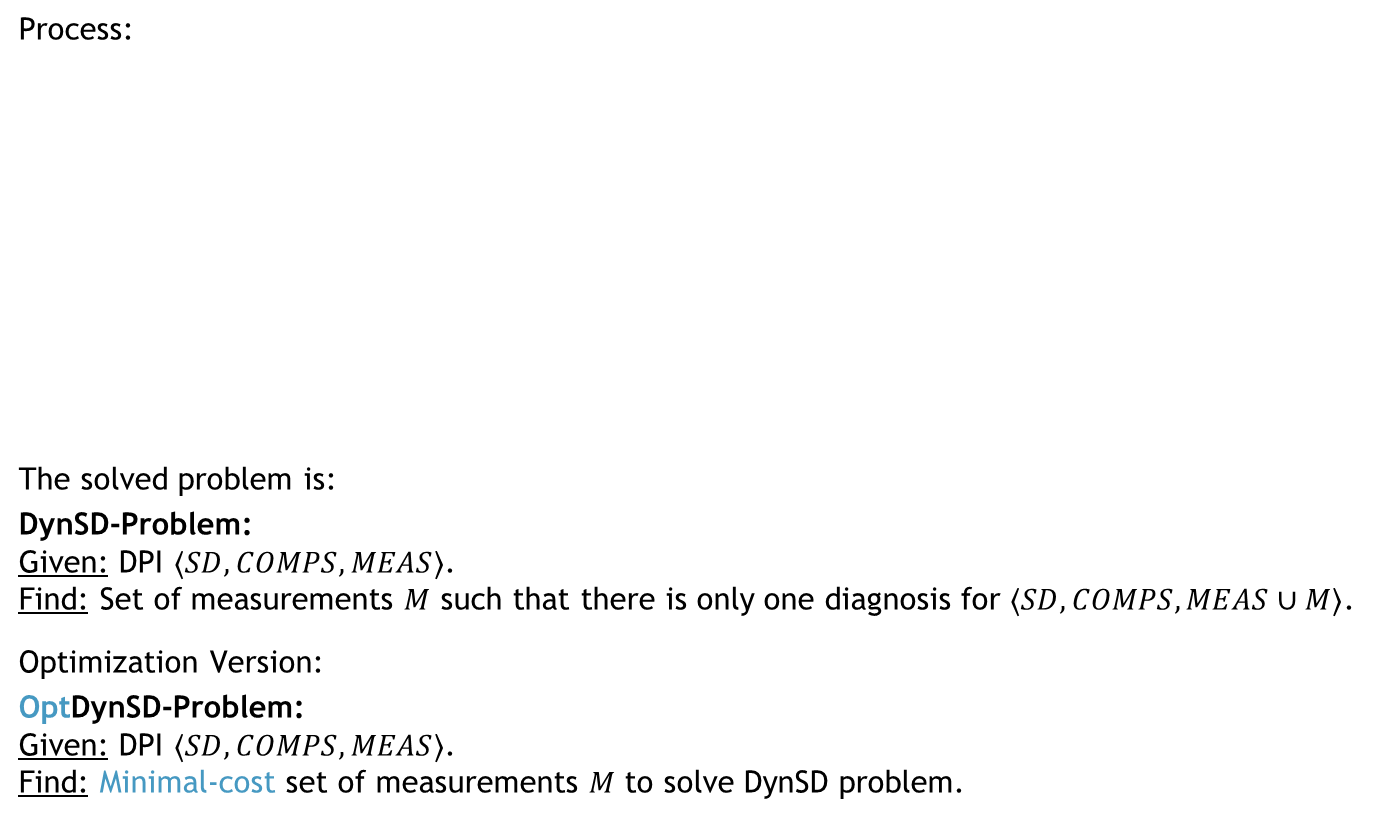 Process:
The solved problem is:
DynSD-Problem:
Given: DPI ⟨SD, COMPS, MEAS⟩.
Find: Set of measurements M such that there is only one diagnosis for ⟨SD, COMPS, MEAS ∪ M⟩.
Optimization Version:
OptDynSD-Problem:
Given: DPI ⟨SD, COMPS, MEAS⟩.
Find: Minimal-cost set of measurements M to solve DynSD problem.